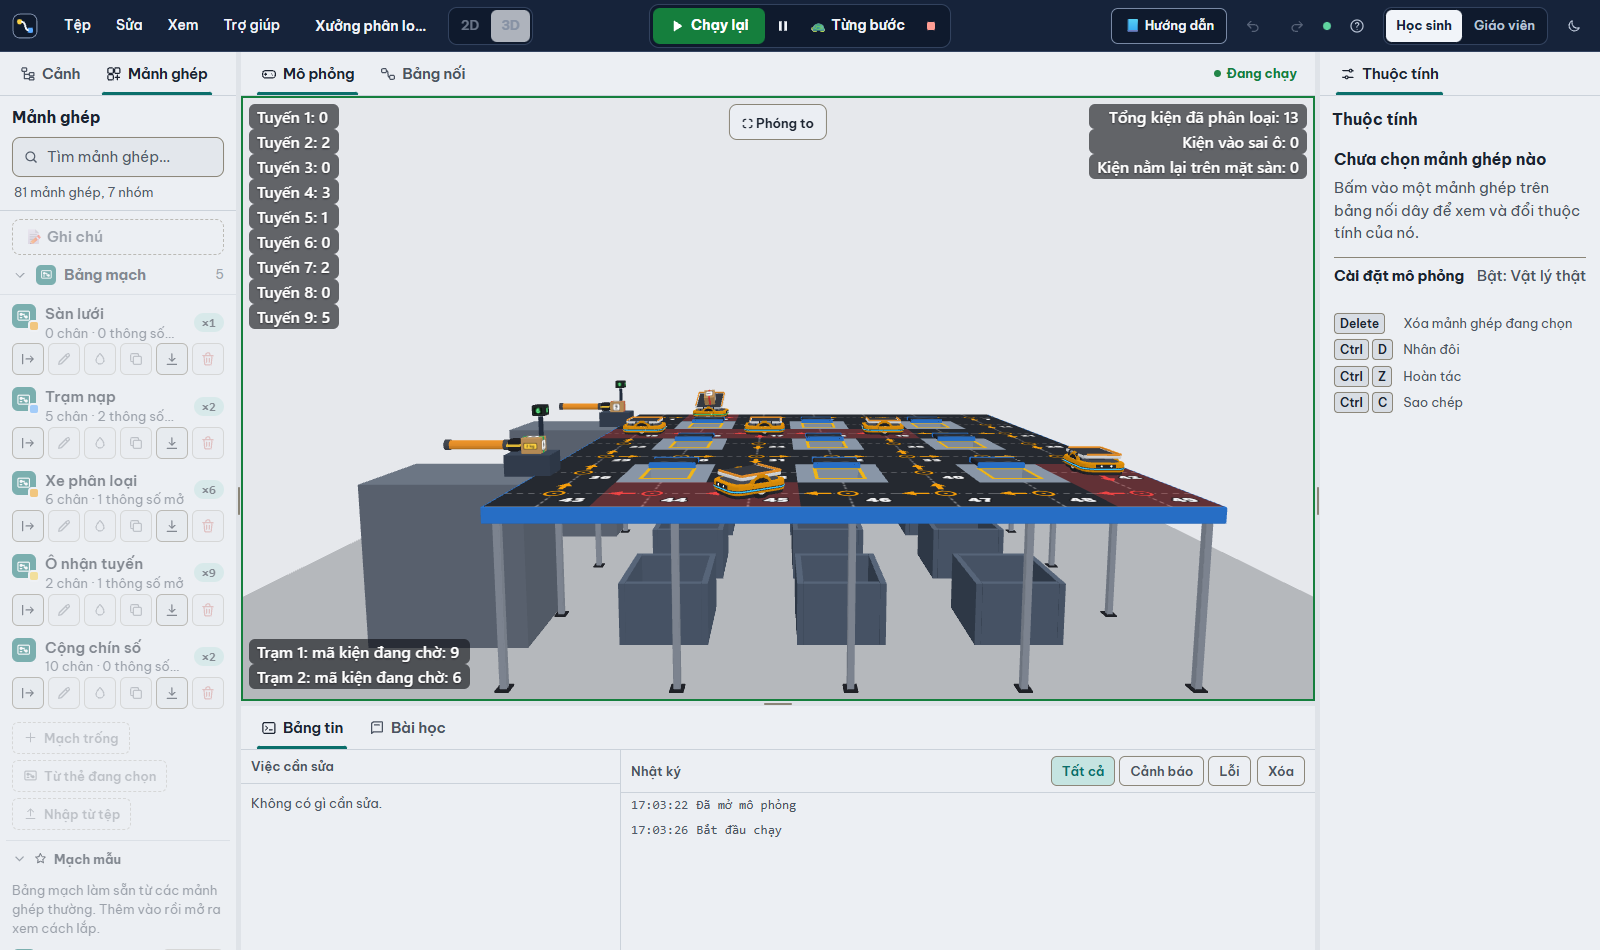 Tệp Sửa Xem Trợ giúp Xưởng phân lo... 2D 3D Chạy lại Từng bước Hướng dẫn Học sinh Giáo viên
Cảnh Mảnh ghép
Mảnh ghép
Tìm mảnh ghép...
81 mảnh ghép, 7 nhóm
Ghi chú
Bảng mạch 5
Sàn lưới
0 chân · 0 thông số...
×1
Trạm nạp
5 chân · 2 thông số...
×2
Xe phân loại
6 chân · 1 thông số mở
×6
Ô nhận tuyến
2 chân · 1 thông số mở
×9
Cộng chín số
10 chân · 0 thông số...
×2
Mạch trống
Từ thẻ đang chọn
Nhập từ tệp
Mạch mẫu
Bảng mạch làm sẵn từ các mảnh
ghép thường. Thêm vào rồi mở ra
xem cách lắp.
Mô phỏng Bảng nối Đang chạy
Tuyến 1: 0
Tuyến 2: 2
Tuyến 3: 0
Tuyến 4: 3
Tuyến 5: 1
Tuyến 6: 0
Tuyến 7: 2
Tuyến 8: 0
Tuyến 9: 5
Phóng to
Tổng kiện đã phân loại: 13
Kiện vào sai ô: 0
Kiện nằm lại trên mặt sàn: 0
43 44 45 46 47 48 49
Trạm 1: mã kiện đang chờ: 9
Trạm 2: mã kiện đang chờ: 6
Bảng tin Bài học
Việc cần sửa
Không có gì cần sửa.
Nhật ký Tất cả Cảnh báo Lỗi Xóa
17:03:22 Đã mở mô phỏng
17:03:26 Bắt đầu chạy
Thuộc tính
Thuộc tính
Chưa chọn mảnh ghép nào
Bấm vào một mảnh ghép trên
bảng nối dây để xem và đổi thuộc
tính của nó.
Cài đặt mô phỏng Bật: Vật lý thật
Delete Xóa mảnh ghép đang chọn
Ctrl D Nhân đôi
Ctrl Z Hoàn tác
Ctrl C Sao chép